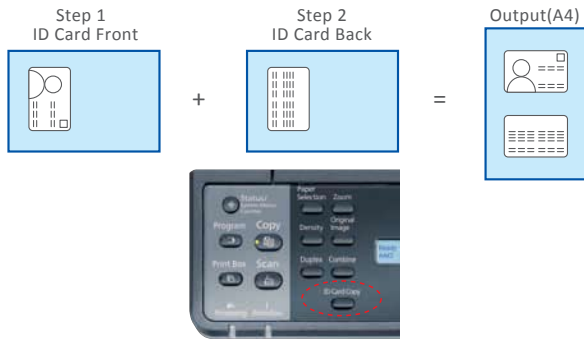 Step 1
ID Card Front
Step 2
ID Card Back
Output(A4)
+
=
Status/
Paper
Selection
Zoom
Program
Copy
Density
Original
Image
Ready
Print Box
Scan
Duplex
Combine
ID Card Copy
Processing